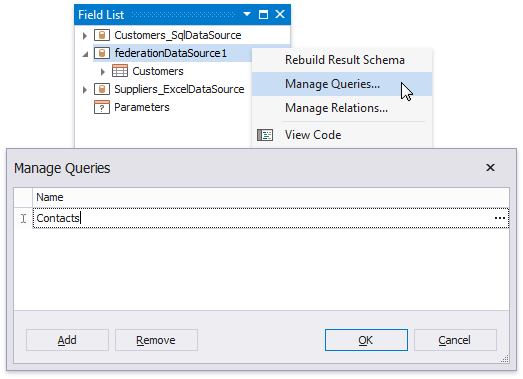 Field List
Customers_SqlDataSource
federationDataSource1
Customers
Suppliers_ExcelDataSource
Parameters
Rebuild Result Schema
Manage Queries...
Manage Relations...
View Code
Manage Queries
Name
Contacts
Add
Remove
OK
Cancel